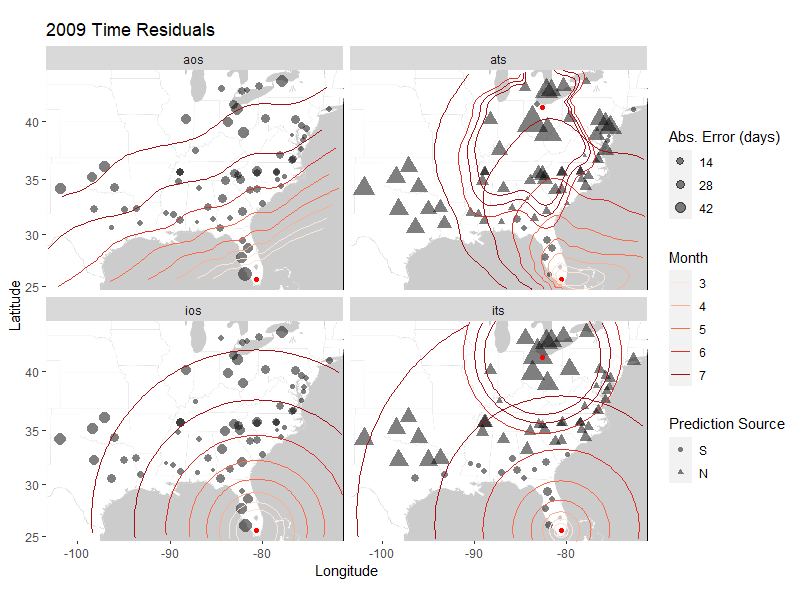 2009 Time Residuals
aos
ats
40
35
30
25
ios
its
40
35
30
25
-100
-90
-80
-100
-90
-80
Latitude
Longitude
Abs. Error (days)
14
28
42
Month
3
4
5
6
7
Prediction Source
S
N